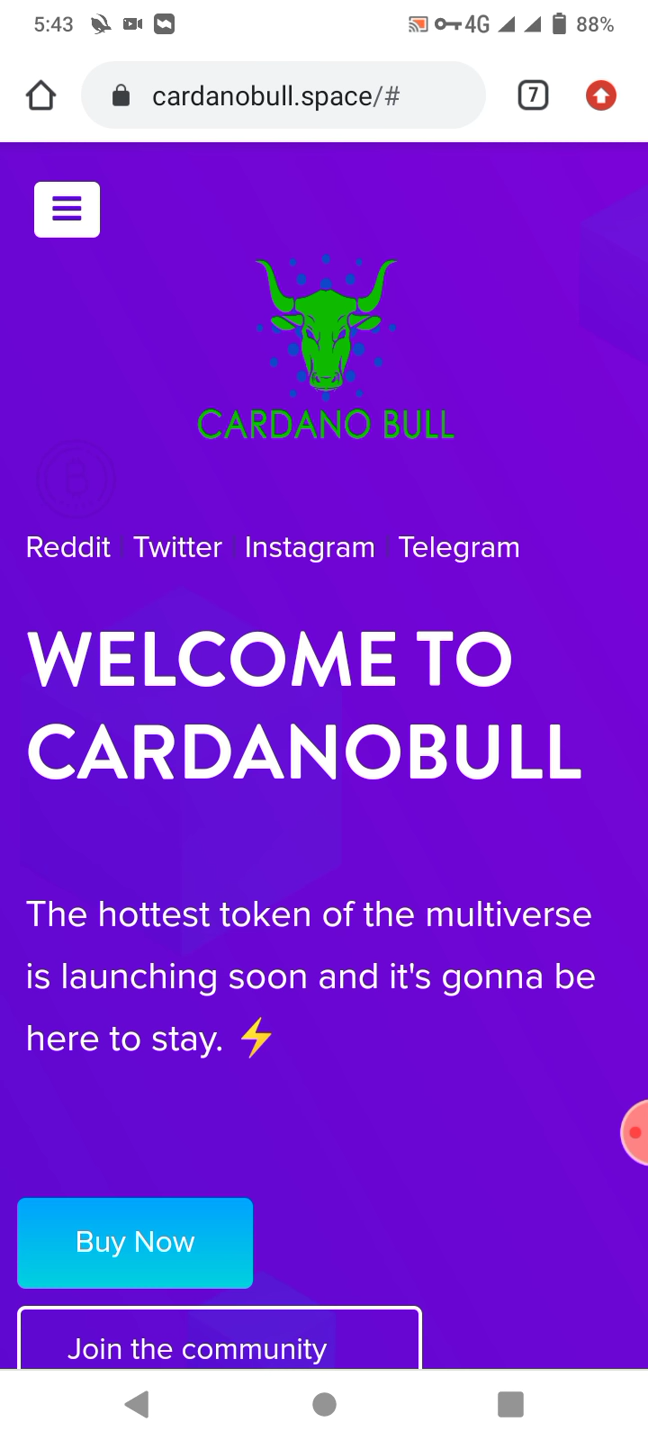 5:43 4G 88%
cardanobull.space/# 7
CARDANO BULL
Reddit Twitter Instagram Telegram
WELCOME TO
CARDANOBULL
The hottest token of the multiverse
is launching soon and it's gonna be
here to stay. ⚡
Buy Now
Join the community